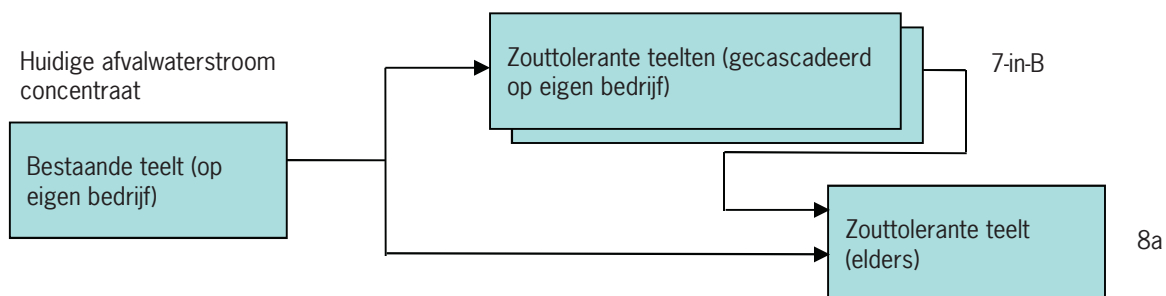 Huidige afvalwaterstroom
concentraat
Bestaande teelt (op
eigen bedrijf)
Zouttolerante teelten (gecascadeerd
op eigen bedrijf)
7-in-B
Zouttolerante teelt
(elders)
8a